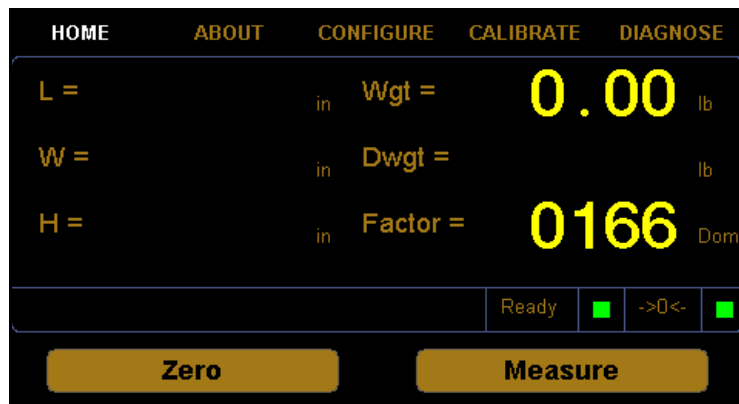 HOME ABOUT CONFIGURE CALIBRATE DIAGNOSE
L = in Wgt = 0.00 lb
W = in Dwgt = lb
H = in Factor = 0166 Dom
Ready ->0<-
Zero Measure